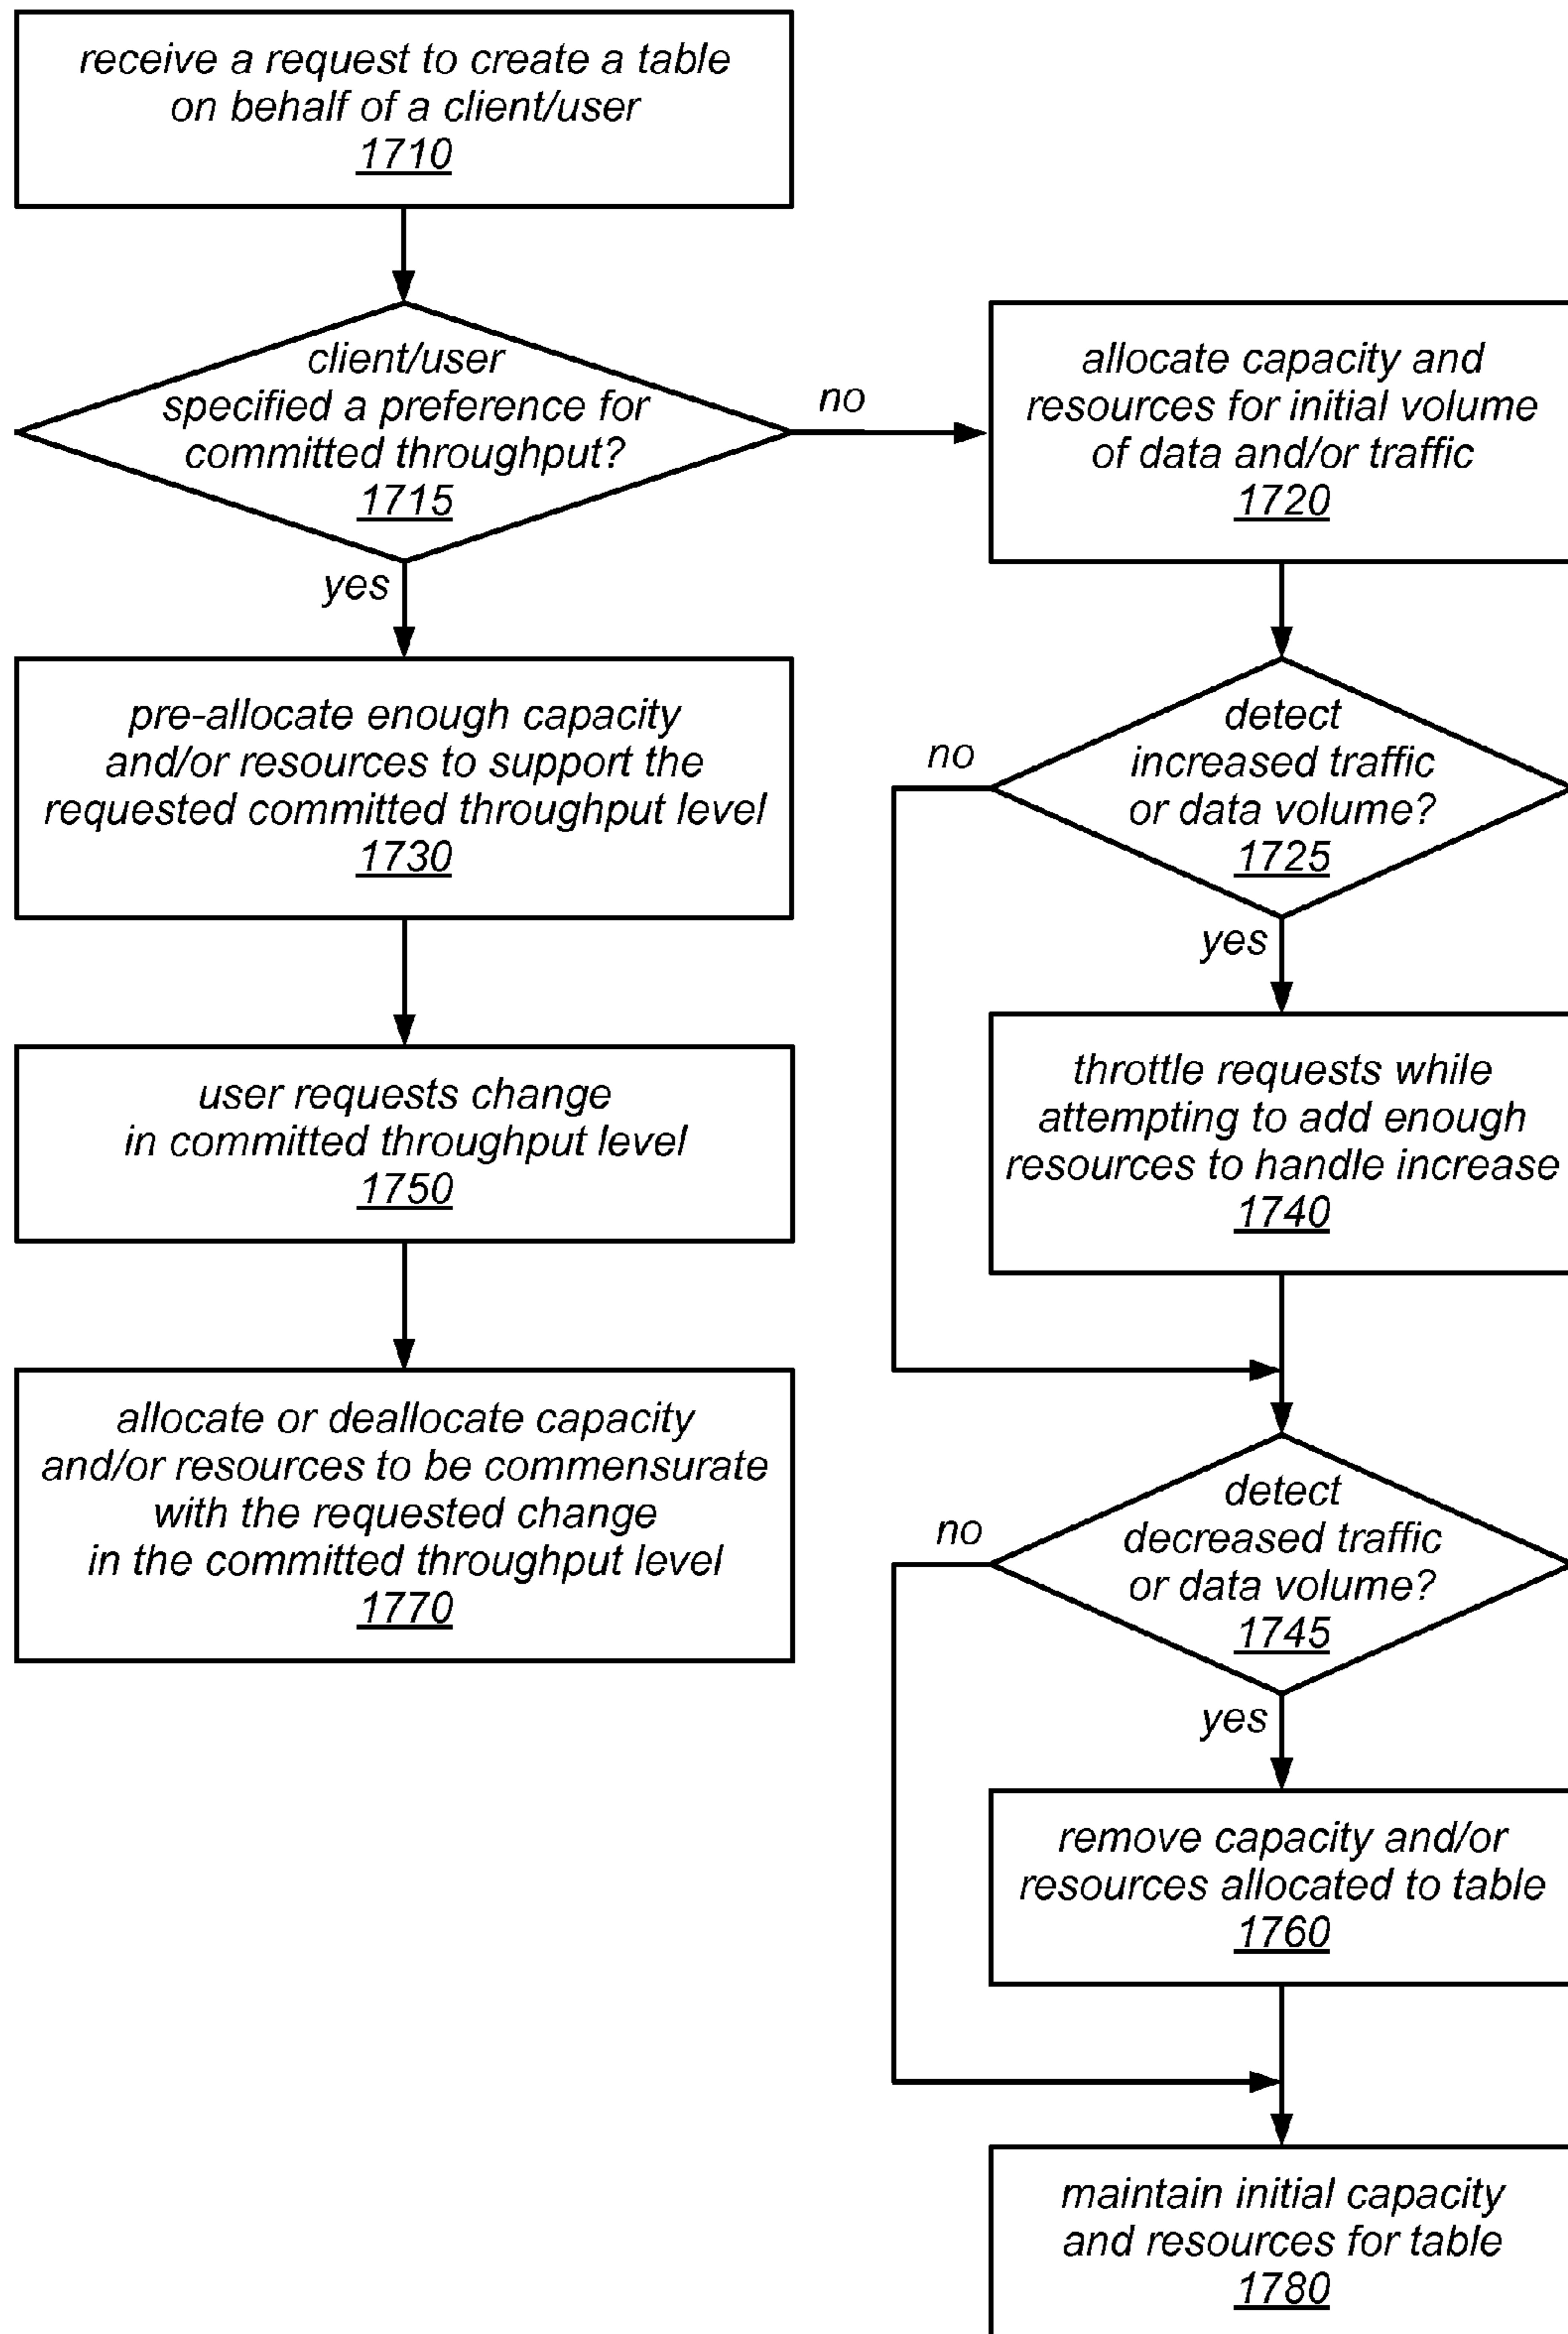 receive a request to create a table
on behalf of a client/user
1710
client/user
specified a preference for
committed throughput?
1715
no
yes
allocate capacity and
resources for initial volume
of data and/or traffic
1720
pre-allocate enough capacity
and/or resources to support the
requested committed throughput level
1730
detect
increased traffic
or data volume?
1725
no
yes
user requests change
in committed throughput level
1750
throttle requests while
attempting to add enough
resources to handle increase
1740
allocate or deallocate capacity
and/or resources to be commensurate
with the requested change
in the committed throughput level
1770
detect
decreased traffic
or data volume?
1745
no
yes
remove capacity and/or
resources allocated to table
1760
maintain initial capacity
and resources for table
1780